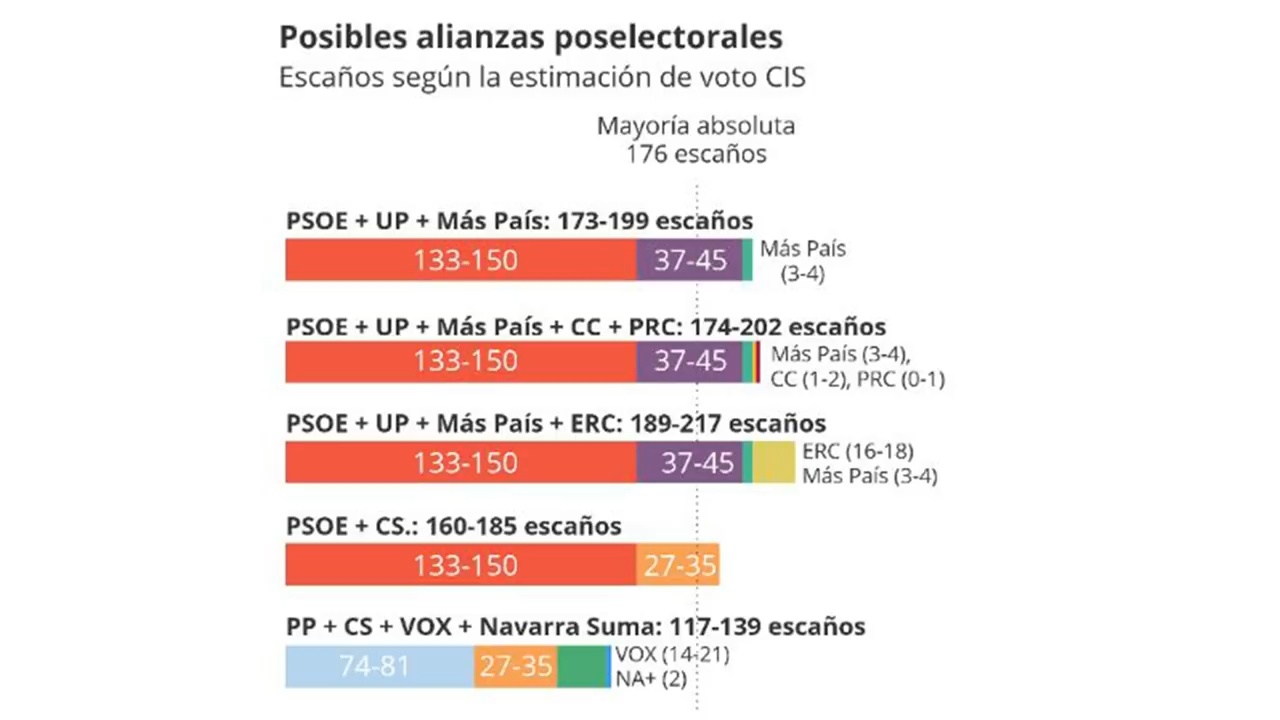 Posibles alianzas poselectorales
Escaños según la estimación de voto CIS
Mayoría absoluta
176 escaños
PSOE + UP + Más País: 173-199 escaños
133-150
37-45
Más País
(3-4)
PSOE + UP + Más País + CC + PRC: 174-202 escaños
133-150
37-45
Más País (3-4),
CC (1-2), PRC (0-1)
PSOE + UP + Más País + ERC: 189-217 escaños
133-150
37-45
ERC (16-18)
Más País (3-4)
PSOE + CS.: 160-185 escaños
133-150
27-35
PP + CS + VOX + Navarra Suma: 117-139 escaños
74-81
27-35
VOX (14-21)
NA+ (2)